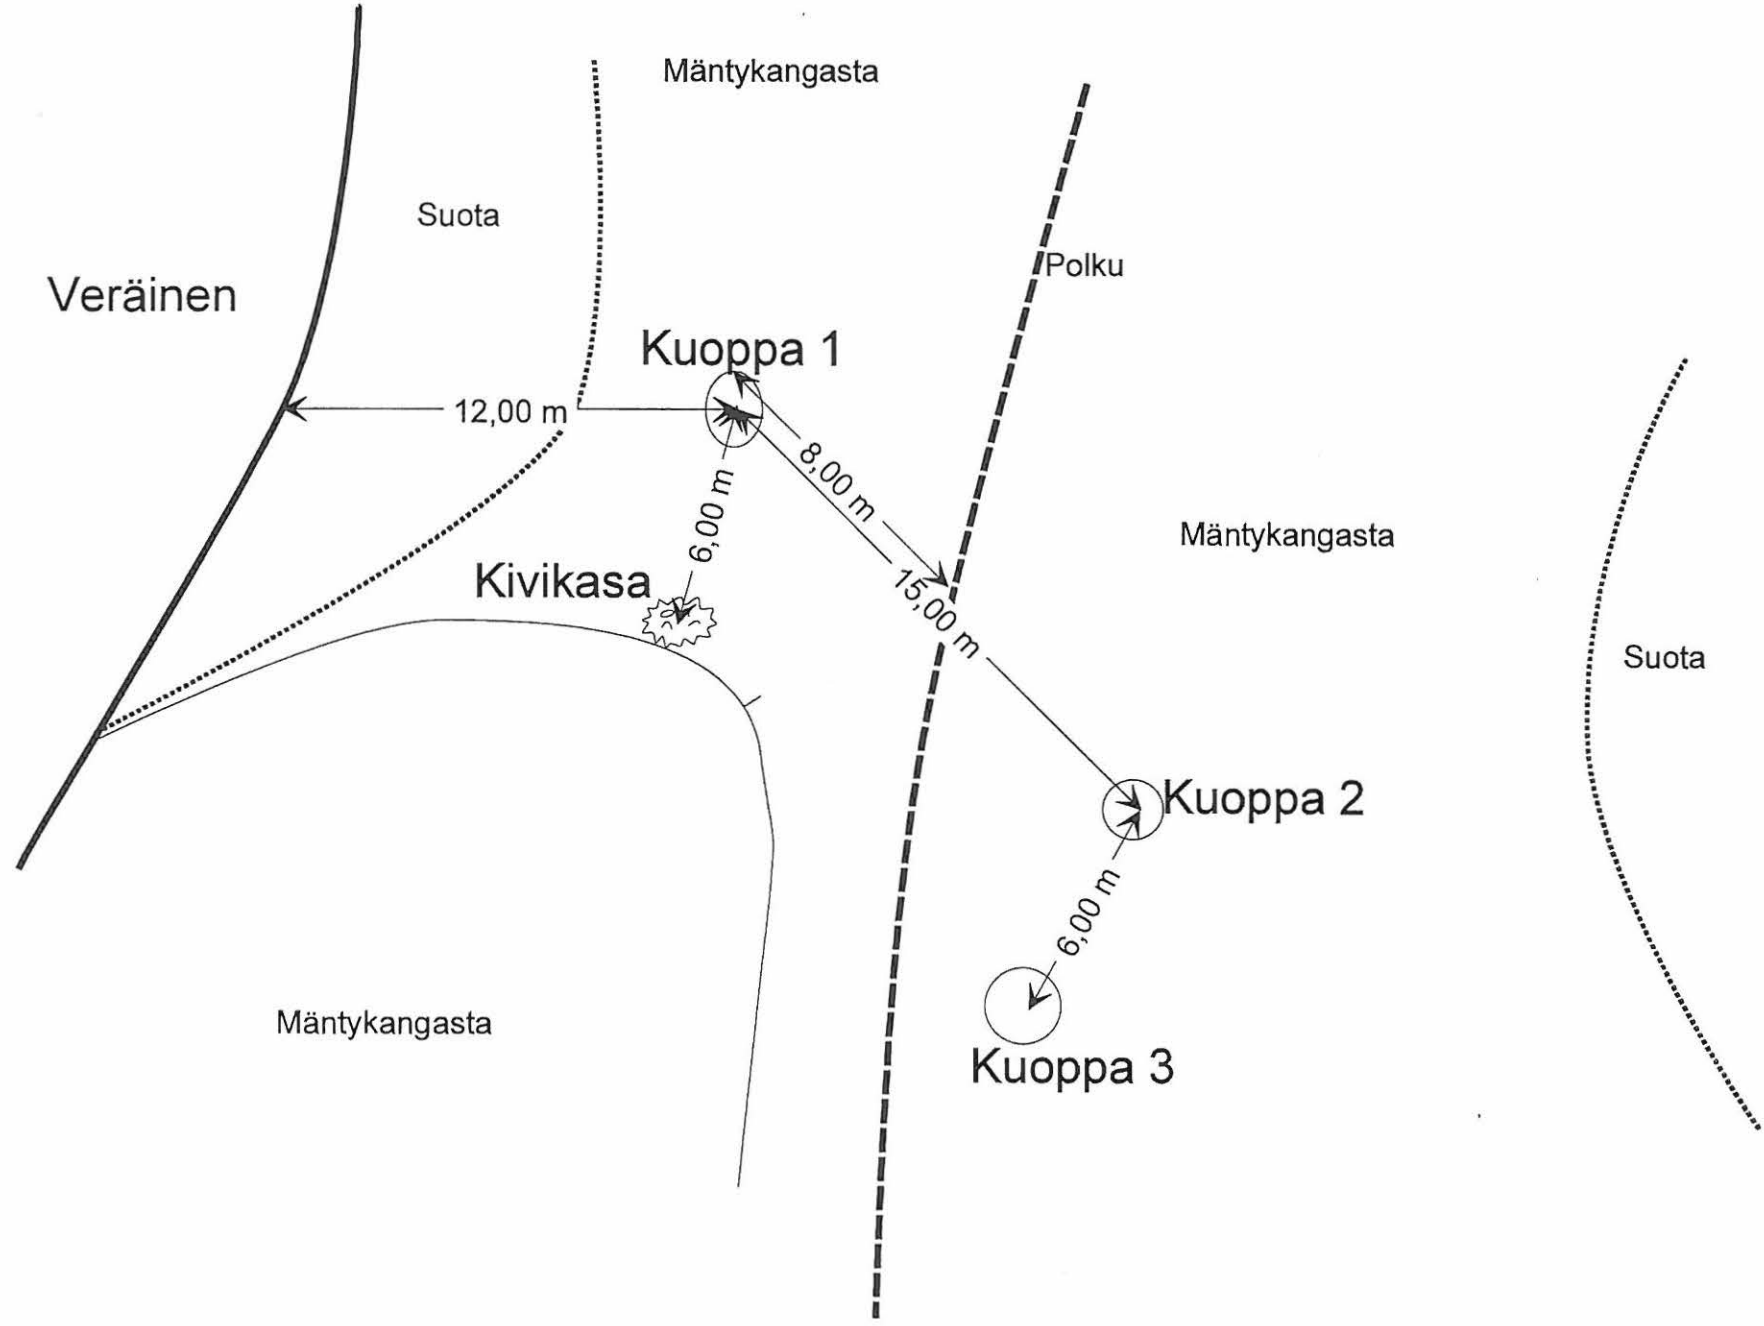 Mäntykangasta
Suota
Polku
Veräinen
Kuoppa 1
12,00 m
8,00 m
6,00 m
Mäntykangasta
Kivikasa
15,00 m
Suota
Kuoppa 2
6,00 m
Mäntykangasta
Kuoppa 3